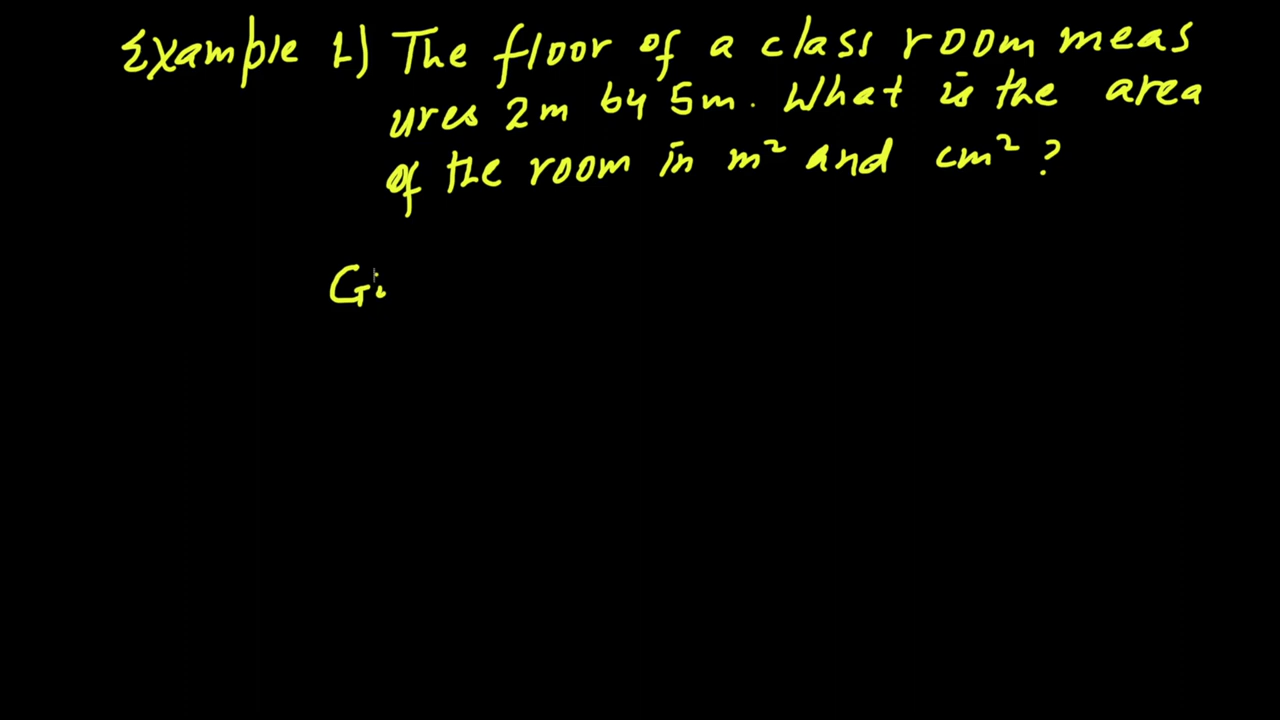 Example 1) The floor of a class room meas
ures 2m by 5m. What is the area
of the room in m² and cm² ?
Gi